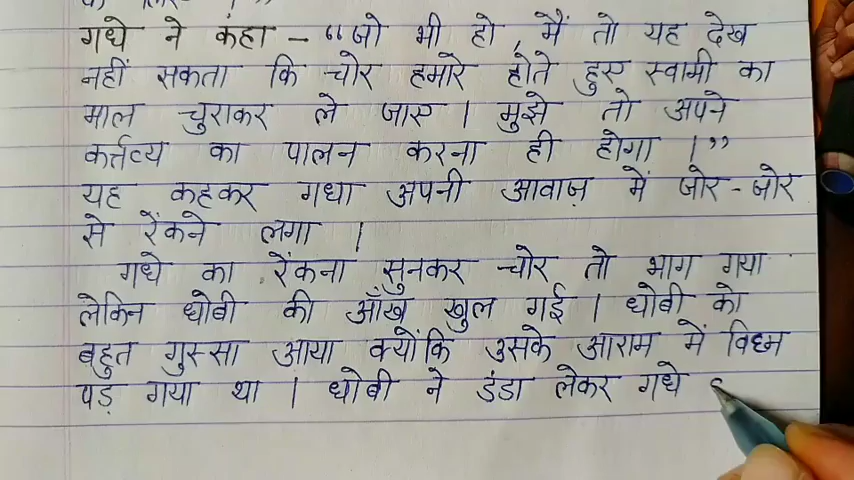 गधे ने कहा - “जो भी हो, मैं तो यह देख
नहीं सकता कि चोर हमारे होते हुए स्वामी का
माल चुराकर ले जाए । मुझे तो अपने
कर्त्तव्य का पालन करना ही होगा ।”
यह कहकर गधा अपनी आवाज़ में जोर-जोर
से रेंकने लगा ।
गधे का रेंकना सुनकर चोर तो भाग गया
लेकिन धोबी की आँख खुल गई । धोबी को
बहुत गुस्सा आया क्योंकि उसके आराम में विघ्न
पड़ गया था । धोबी ने डंडा लेकर गधे